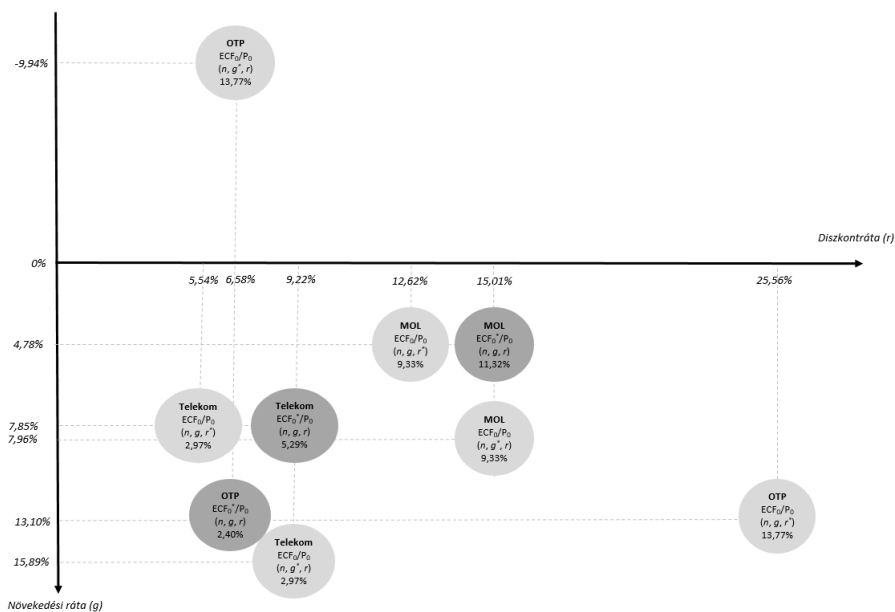 OTP
ECF₀/P₀
(n, g*, r)
13,77%
-9,94%
Diszkontráta (r)
0%
5,54%
6,58%
9,22%
12,62%
15,01%
25,56%
MOL
ECF₀/P₀
(n, g, r*)
9,33%
MOL
ECF₀*/P₀
(n, g, r)
11,32%
4,78%
Telekom
ECF₀/P₀
(n, g, r*)
2,97%
Telekom
ECF₀*/P₀
(n, g, r)
5,29%
MOL
ECF₀/P₀
(n, g*, r)
9,33%
7,85%
7,96%
OTP
ECF₀*/P₀
(n, g, r)
2,40%
OTP
ECF₀/P₀
(n, g, r*)
13,77%
13,10%
Telekom
ECF₀/P₀
(n, g*, r)
2,97%
15,89%
Növekedési ráta (g)